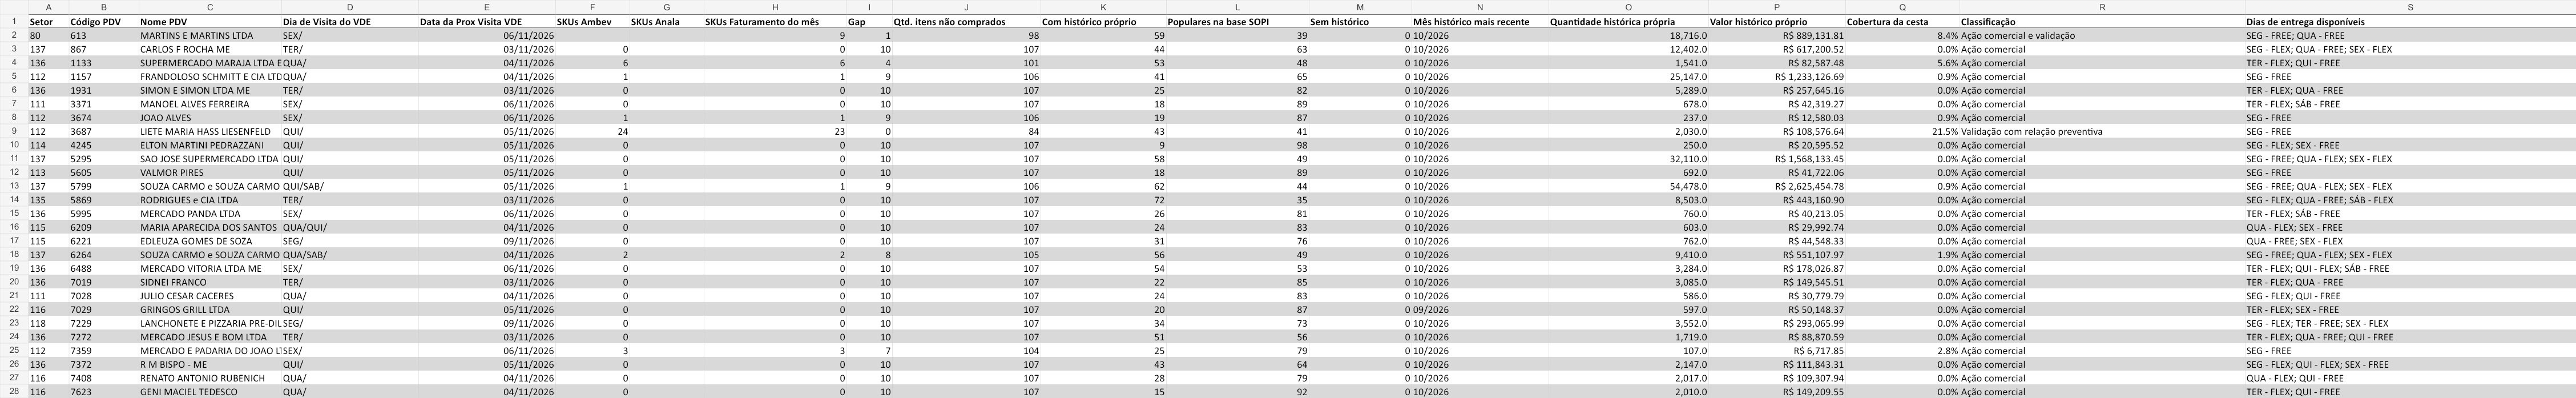 A B C D E F G H I J K L M N O P Q R S
1 Setor Código PDV Nome PDV Dia de Visita do VDE Data da Prox Visita VDE SKUs Ambev SKUs Anala SKUs Faturamento do mês Gap Qtd. itens não comprados Com histórico próprio Populares na base SOPI Sem histórico Mês histórico mais recente Quantidade histórica própria Valor histórico próprio Cobertura da cesta Classificação Dias de entrega disponíveis
2 80 613 MARTINS E MARTINS LTDA SEX/ 06/11/2026 9 1 98 59 39 0 10/2026 18,716.0 R$ 889,131.81 8.4% Ação comercial e validação SEG - FREE; QUA - FREE
3 137 867 CARLOS F ROCHA ME TER/ 03/11/2026 0 0 10 107 44 63 0 10/2026 12,402.0 R$ 617,200.52 0.0% Ação comercial SEG - FLEX; QUA - FREE; SEX - FLEX
4 136 1133 SUPERMERCADO MARAJA LTDA E QUA/ 04/11/2026 6 6 4 101 53 48 0 10/2026 1,541.0 R$ 82,587.48 5.6% Ação comercial TER - FLEX; QUI - FREE
5 112 1157 FRANDOLOSO SCHMITT E CIA LTD QUA/ 04/11/2026 1 1 9 106 41 65 0 10/2026 25,147.0 R$ 1,233,126.69 0.9% Ação comercial SEG - FREE
6 136 1931 SIMON E SIMON LTDA ME TER/ 03/11/2026 0 0 10 107 25 82 0 10/2026 5,289.0 R$ 257,645.16 0.0% Ação comercial TER - FLEX; QUA - FREE
7 111 3371 MANOEL ALVES FERREIRA SEX/ 06/11/2026 0 0 10 107 18 89 0 10/2026 678.0 R$ 42,319.27 0.0% Ação comercial TER - FLEX; SÁB - FREE
8 112 3674 JOAO ALVES SEX/ 06/11/2026 1 1 9 106 19 87 0 10/2026 237.0 R$ 12,580.03 0.9% Ação comercial SEG - FREE
9 112 3687 LIETE MARIA HASS LIESENFELD QUI/ 05/11/2026 24 23 0 84 43 41 0 10/2026 2,030.0 R$ 108,576.64 21.5% Validação com relação preventiva SEG - FREE
10 114 4245 ELTON MARTINI PEDRAZZANI QUI/ 05/11/2026 0 0 10 107 9 98 0 10/2026 250.0 R$ 20,595.52 0.0% Ação comercial SEG - FLEX; SEX - FREE
11 137 5295 SAO JOSE SUPERMERCADO LTDA QUI/ 05/11/2026 0 0 10 107 58 49 0 10/2026 32,110.0 R$ 1,568,133.45 0.0% Ação comercial SEG - FREE; QUA - FLEX; SEX - FLEX
12 113 5605 VALMOR PIRES QUI/ 05/11/2026 0 0 10 107 18 89 0 10/2026 692.0 R$ 41,722.06 0.0% Ação comercial SEG - FREE
13 137 5799 SOUZA CARMO e SOUZA CARMO QUI/SAB/ 05/11/2026 1 1 9 106 62 44 0 10/2026 54,478.0 R$ 2,625,454.78 0.9% Ação comercial SEG - FREE; QUA - FLEX; SEX - FLEX
14 135 5869 RODRIGUES e CIA LTDA TER/ 03/11/2026 0 0 10 107 72 35 0 10/2026 8,503.0 R$ 443,160.90 0.0% Ação comercial SEG - FLEX; QUA - FREE; SÁB - FLEX
15 136 5995 MERCADO PANDA LTDA SEX/ 06/11/2026 0 0 10 107 26 81 0 10/2026 760.0 R$ 40,213.05 0.0% Ação comercial TER - FLEX; SÁB - FREE
16 115 6209 MARIA APARECIDA DOS SANTOS QUA/QUI/ 04/11/2026 0 0 10 107 24 83 0 10/2026 603.0 R$ 29,992.74 0.0% Ação comercial QUA - FLEX; SEX - FREE
17 115 6221 EDLEUZA GOMES DE SOZA SEG/ 09/11/2026 0 0 10 107 31 76 0 10/2026 762.0 R$ 44,548.33 0.0% Ação comercial QUA - FREE; SEX - FLEX
18 137 6264 SOUZA CARMO e SOUZA CARMO QUA/SAB/ 04/11/2026 2 2 8 105 56 49 0 10/2026 9,410.0 R$ 551,107.97 1.9% Ação comercial SEG - FREE; QUA - FLEX; SEX - FLEX
19 136 6488 MERCADO VITORIA LTDA ME SEX/ 06/11/2026 0 0 10 107 54 53 0 10/2026 3,284.0 R$ 178,026.87 0.0% Ação comercial TER - FLEX; QUI - FLEX; SÁB - FREE
20 136 7019 SIDNEI FRANCO TER/ 03/11/2026 0 0 10 107 22 85 0 10/2026 3,085.0 R$ 149,545.51 0.0% Ação comercial TER - FLEX; QUA - FREE
21 111 7028 JULIO CESAR CACERES QUA/ 04/11/2026 0 0 10 107 24 83 0 10/2026 586.0 R$ 30,779.79 0.0% Ação comercial SEG - FLEX; QUI - FREE
22 116 7029 GRINGOS GRILL LTDA QUI/ 05/11/2026 0 0 10 107 20 87 0 09/2026 597.0 R$ 50,148.37 0.0% Ação comercial TER - FLEX; SEX - FREE
23 118 7229 LANCHONETE E PIZZARIA PRE-DIL SEG/ 09/11/2026 0 0 10 107 34 73 0 10/2026 3,552.0 R$ 293,065.99 0.0% Ação comercial SEG - FLEX; TER - FREE; SEX - FLEX
24 136 7272 MERCADO JESUS E BOM LTDA TER/ 03/11/2026 0 0 10 107 51 56 0 10/2026 1,719.0 R$ 88,870.59 0.0% Ação comercial TER - FLEX; QUA - FREE; QUI - FREE
25 112 7359 MERCADO E PADARIA DO JOAO LT SEX/ 06/11/2026 3 3 7 104 25 79 0 10/2026 107.0 R$ 6,717.85 2.8% Ação comercial SEG - FREE
26 136 7372 R M BISPO - ME QUI/ 05/11/2026 0 0 10 107 43 64 0 10/2026 2,147.0 R$ 111,843.31 0.0% Ação comercial SEG - FLEX; QUI - FLEX; SEX - FREE
27 116 7408 RENATO ANTONIO RUBENICH QUA/ 04/11/2026 0 0 10 107 28 79 0 10/2026 2,017.0 R$ 109,307.94 0.0% Ação comercial QUA - FLEX; QUI - FREE
28 116 7623 GENI MACIEL TEDESCO QUA/ 04/11/2026 0 0 10 107 15 92 0 10/2026 2,010.0 R$ 149,209.55 0.0% Ação comercial TER - FLEX; QUI - FREE